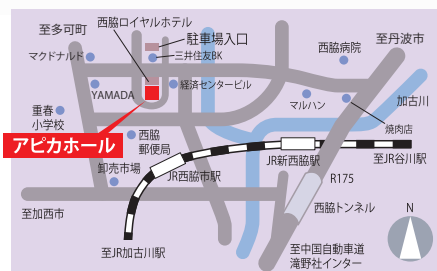 至多可町
西脇ロイヤルホテル
駐車場入口
至丹波市
マクドナルド
三井住友BK
西脇病院
YAMADA
経済センタービル
加古川
マルハン
重春
小学校
焼肉店
アピカホール
西脇
郵便局
卸売市場
JR西脇市駅
JR新西脇駅
至JR谷川駅
R175
至加西市
西脇トンネル
N
至JR加古川駅
至中国自動車道
滝野社インター